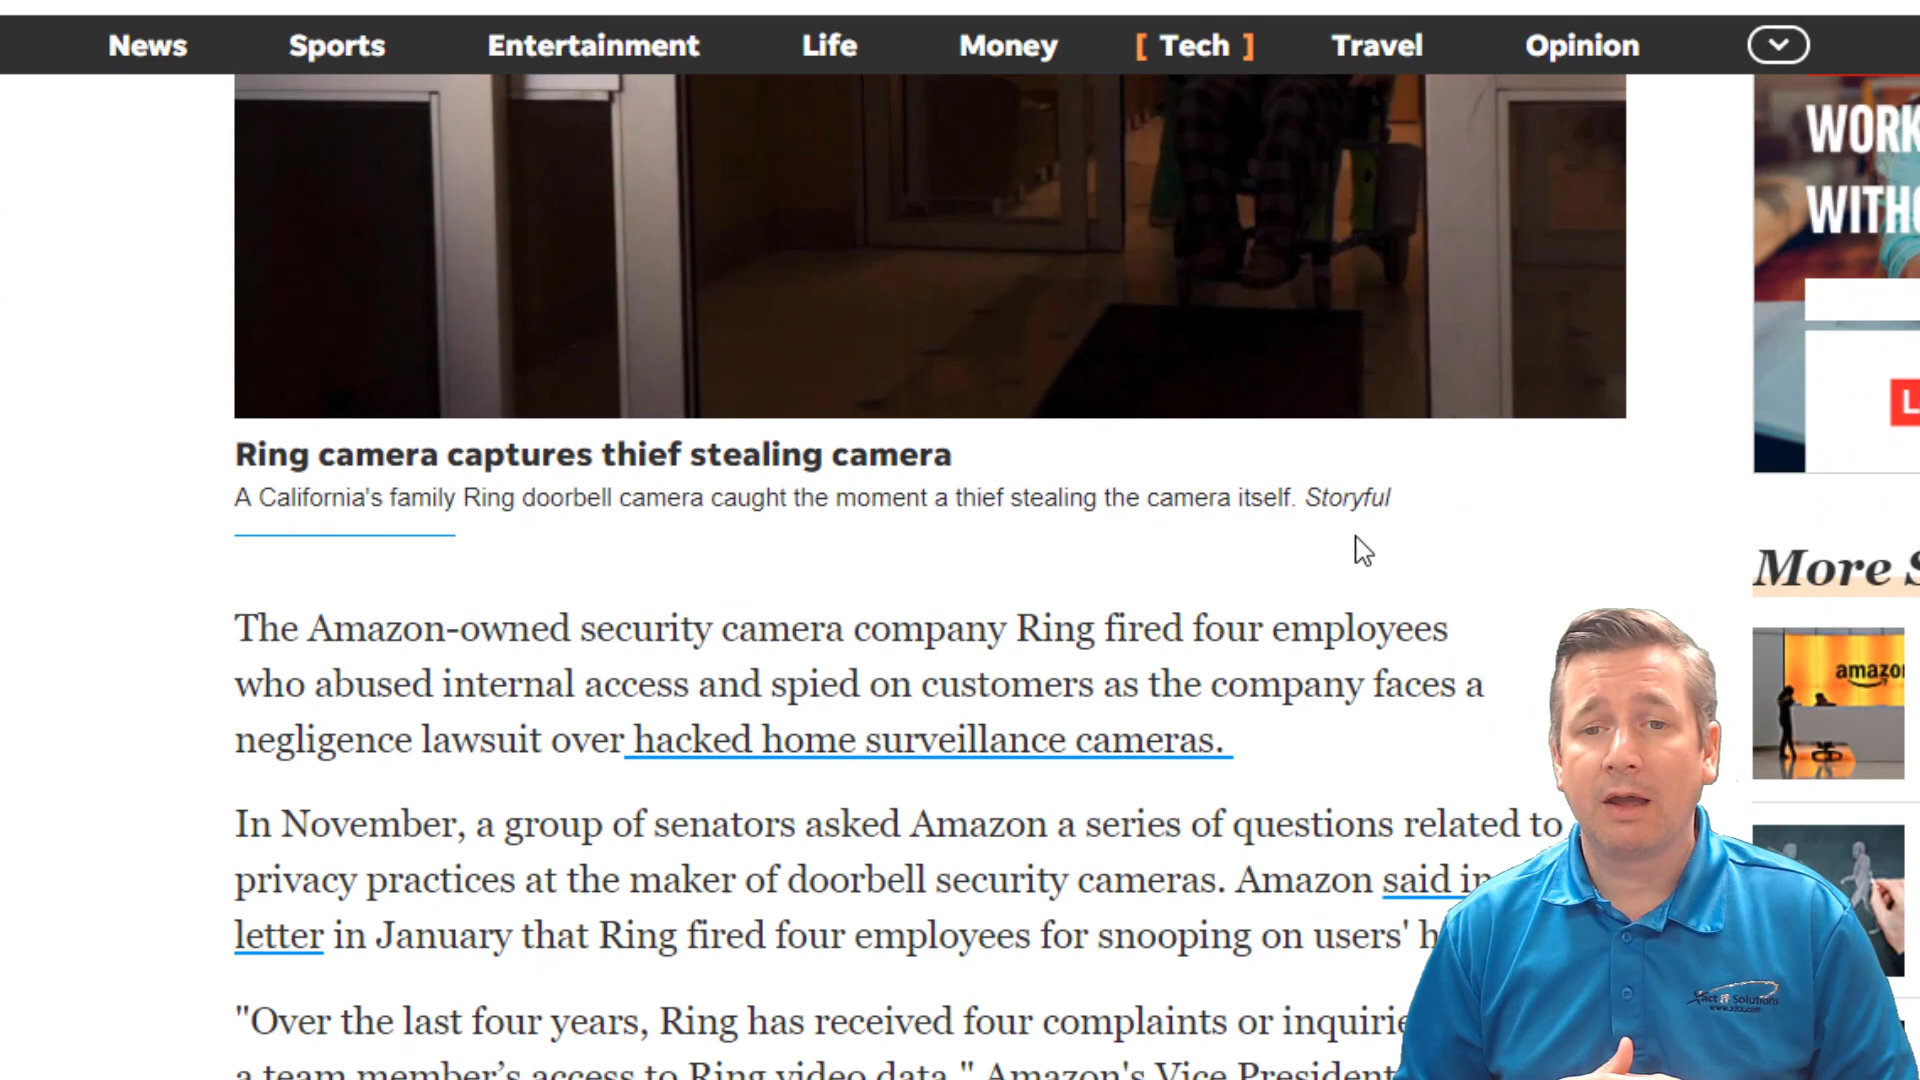 News Sports Entertainment Life Money [ Tech ] Travel Opinion
WORK
WITHO
L
Ring camera captures thief stealing camera
A California's family Ring doorbell camera caught the moment a thief stealing the camera itself. Storyful
More S
amazon
The Amazon-owned security camera company Ring fired four employees
who abused internal access and spied on customers as the company faces a
negligence lawsuit over hacked home surveillance cameras.
In November, a group of senators asked Amazon a series of questions related to
privacy practices at the maker of doorbell security cameras. Amazon said in
letter in January that Ring fired four employees for snooping on users' h
"Over the last four years, Ring has received four complaints or inquirie
a team member's access to Ring video data." Amazon's Vice President
Xact IT Solutions